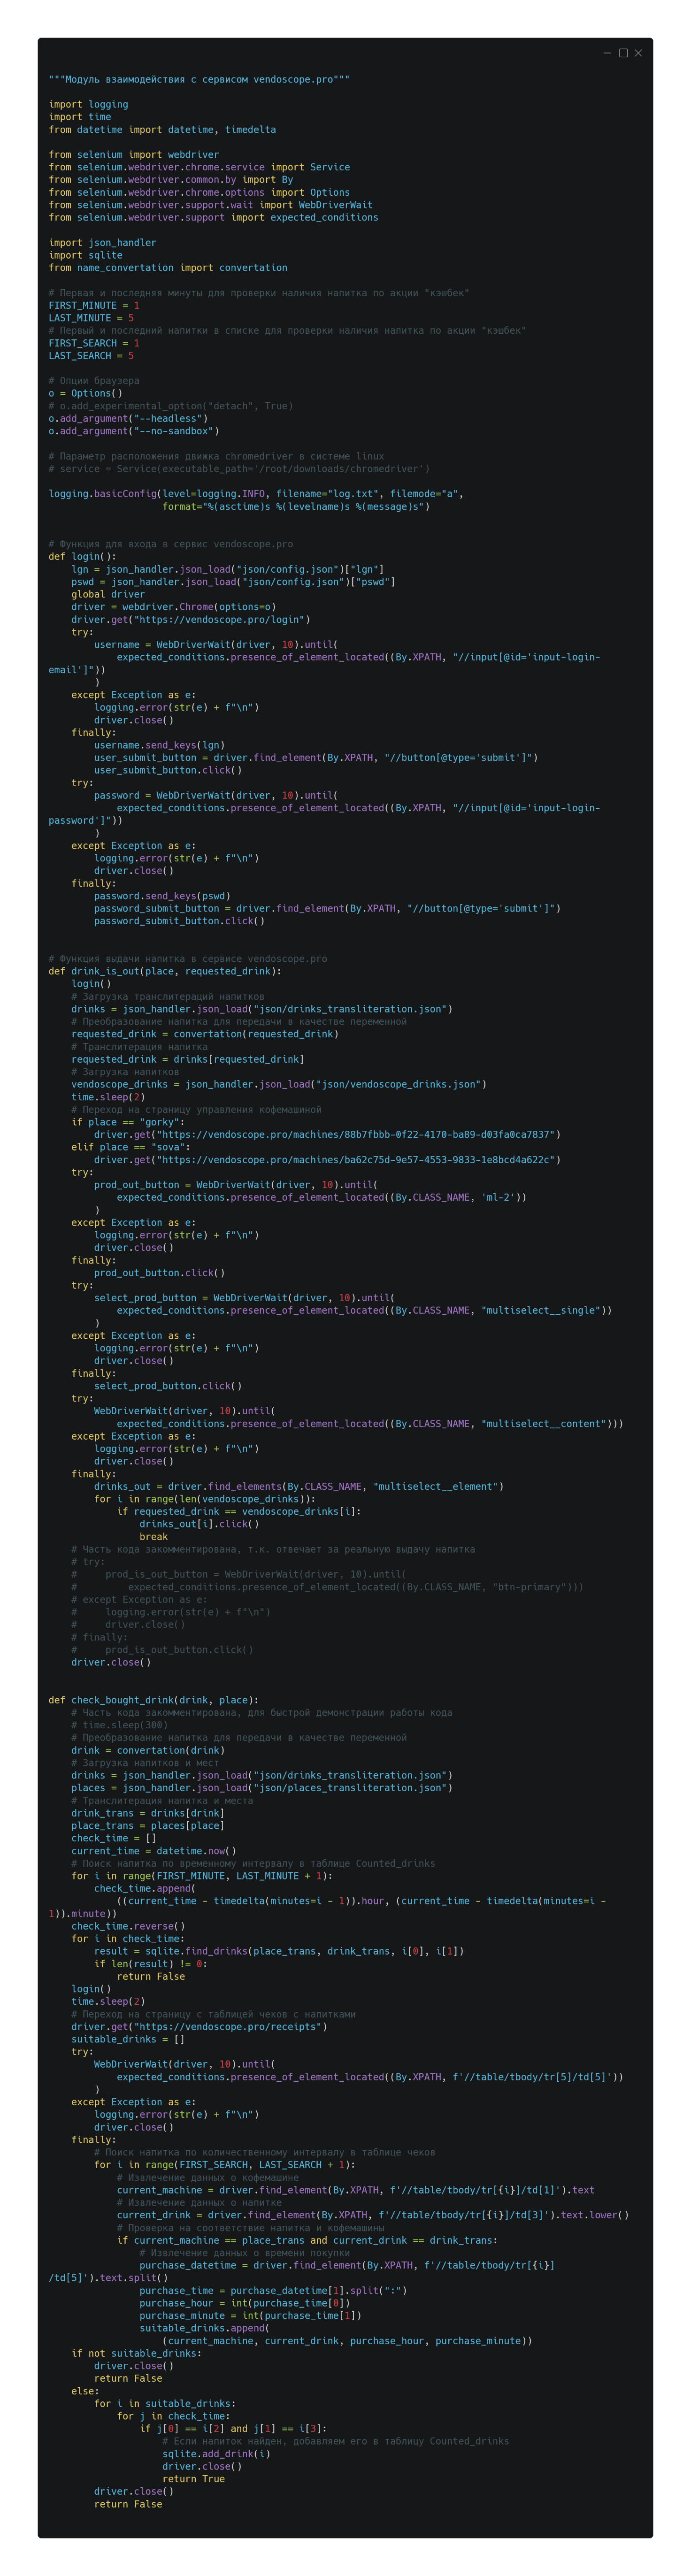 """Модуль взаимодействия с сервисом vendoscope.pro"""

import logging
import time
from datetime import datetime, timedelta

from selenium import webdriver
from selenium.webdriver.chrome.service import Service
from selenium.webdriver.common.by import By
from selenium.webdriver.chrome.options import Options
from selenium.webdriver.support.wait import WebDriverWait
from selenium.webdriver.support import expected_conditions

import json_handler
import sqlite
from name_convertation import convertation

# Первая и последняя минуты для проверки наличия напитка по акции "кэшбек"
FIRST_MINUTE = 1
LAST_MINUTE = 5
# Первый и последний напитки в списке для проверки наличия напитка по акции "кэшбек"
FIRST_SEARCH = 1
LAST_SEARCH = 5

# Опции браузера
o = Options()
# o.add_experimental_option("detach", True)
o.add_argument("--headless")
o.add_argument("--no-sandbox")

# Параметр расположения движка chromedriver в системе linux
# service = Service(executable_path='/root/downloads/chromedriver')

logging.basicConfig(level=logging.INFO, filename="log.txt", filemode="a",
                    format="%(asctime)s %(levelname)s %(message)s")


# Функция для входа в сервис vendoscope.pro
def login():
    lgn = json_handler.json_load("json/config.json")["lgn"]
    pswd = json_handler.json_load("json/config.json")["pswd"]
    global driver
    driver = webdriver.Chrome(options=o)
    driver.get("https://vendoscope.pro/login")
    try:
        username = WebDriverWait(driver, 10).until(
            expected_conditions.presence_of_element_located((By.XPATH, "//input[@id='input-login-
email']"))
        )
    except Exception as e:
        logging.error(str(e) + f"\n")
        driver.close()
    finally:
        username.send_keys(lgn)
        user_submit_button = driver.find_element(By.XPATH, "//button[@type='submit']")
        user_submit_button.click()
    try:
        password = WebDriverWait(driver, 10).until(
            expected_conditions.presence_of_element_located((By.XPATH, "//input[@id='input-login-
password']"))
        )
    except Exception as e:
        logging.error(str(e) + f"\n")
        driver.close()
    finally:
        password.send_keys(pswd)
        password_submit_button = driver.find_element(By.XPATH, "//button[@type='submit']")
        password_submit_button.click()


# Функция выдачи напитка в сервисе vendoscope.pro
def drink_is_out(place, requested_drink):
    login()
    # Загрузка транслитераций напитков
    drinks = json_handler.json_load("json/drinks_transliteration.json")
    # Преобразование напитка для передачи в качестве переменной
    requested_drink = convertation(requested_drink)
    # Транслитерация напитка
    requested_drink = drinks[requested_drink]
    # Загрузка напитков
    vendoscope_drinks = json_handler.json_load("json/vendoscope_drinks.json")
    time.sleep(2)
    # Переход на страницу управления кофемашиной
    if place == "gorky":
        driver.get("https://vendoscope.pro/machines/88b7fbbb-0f22-4170-ba89-d03fa0ca7837")
    elif place == "sova":
        driver.get("https://vendoscope.pro/machines/ba62c75d-9e57-4553-9833-1e8bcd4a622c")
    try:
        prod_out_button = WebDriverWait(driver, 10).until(
            expected_conditions.presence_of_element_located((By.CLASS_NAME, 'ml-2'))
        )
    except Exception as e:
        logging.error(str(e) + f"\n")
        driver.close()
    finally:
        prod_out_button.click()
    try:
        select_prod_button = WebDriverWait(driver, 10).until(
            expected_conditions.presence_of_element_located((By.CLASS_NAME, "multiselect__single"))
        )
    except Exception as e:
        logging.error(str(e) + f"\n")
        driver.close()
    finally:
        select_prod_button.click()
    try:
        WebDriverWait(driver, 10).until(
            expected_conditions.presence_of_element_located((By.CLASS_NAME, "multiselect__content")))
    except Exception as e:
        logging.error(str(e) + f"\n")
        driver.close()
    finally:
        drinks_out = driver.find_elements(By.CLASS_NAME, "multiselect__element")
        for i in range(len(vendoscope_drinks)):
            if requested_drink == vendoscope_drinks[i]:
                drinks_out[i].click()
                break
    # Часть кода закомментирована, т.к. отвечает за реальную выдачу напитка
    # try:
    #     prod_is_out_button = WebDriverWait(driver, 10).until(
    #         expected_conditions.presence_of_element_located((By.CLASS_NAME, "btn-primary")))
    # except Exception as e:
    #     logging.error(str(e) + f"\n")
    #     driver.close()
    # finally:
    #     prod_is_out_button.click()
    driver.close()


def check_bought_drink(drink, place):
    # Часть кода закомментирована, для быстрой демонстрации работы кода
    # time.sleep(300)
    # Преобразование напитка для передачи в качестве переменной
    drink = convertation(drink)
    # Загрузка напитков и мест
    drinks = json_handler.json_load("json/drinks_transliteration.json")
    places = json_handler.json_load("json/places_transliteration.json")
    # Транслитерация напитка и места
    drink_trans = drinks[drink]
    place_trans = places[place]
    check_time = []
    current_time = datetime.now()
    # Поиск напитка по временному интервалу в таблице Counted_drinks
    for i in range(FIRST_MINUTE, LAST_MINUTE + 1):
        check_time.append(
            ((current_time - timedelta(minutes=i - 1)).hour, (current_time - timedelta(minutes=i -
1)).minute))
    check_time.reverse()
    for i in check_time:
        result = sqlite.find_drinks(place_trans, drink_trans, i[0], i[1])
        if len(result) != 0:
            return False
    login()
    time.sleep(2)
    # Переход на страницу с таблицей чеков с напитками
    driver.get("https://vendoscope.pro/receipts")
    suitable_drinks = []
    try:
        WebDriverWait(driver, 10).until(
            expected_conditions.presence_of_element_located((By.XPATH, f'//table/tbody/tr[5]/td[5]'))
        )
    except Exception as e:
        logging.error(str(e) + f"\n")
        driver.close()
    finally:
        # Поиск напитка по количественному интервалу в таблице чеков
        for i in range(FIRST_SEARCH, LAST_SEARCH + 1):
            # Извлечение данных о кофемашине
            current_machine = driver.find_element(By.XPATH, f'//table/tbody/tr[{i}]/td[1]').text
            # Извлечение данных о напитке
            current_drink = driver.find_element(By.XPATH, f'//table/tbody/tr[{i}]/td[3]').text.lower()
            # Проверка на соответствие напитка и кофемашины
            if current_machine == place_trans and current_drink == drink_trans:
                # Извлечение данных о времени покупки
                purchase_datetime = driver.find_element(By.XPATH, f'//table/tbody/tr[{i}]
/td[5]').text.split()
                purchase_time = purchase_datetime[1].split(":")
                purchase_hour = int(purchase_time[0])
                purchase_minute = int(purchase_time[1])
                suitable_drinks.append(
                    (current_machine, current_drink, purchase_hour, purchase_minute))
    if not suitable_drinks:
        driver.close()
        return False
    else:
        for i in suitable_drinks:
            for j in check_time:
                if j[0] == i[2] and j[1] == i[3]:
                    # Если напиток найден, добавляем его в таблицу Counted_drinks
                    sqlite.add_drink(i)
                    driver.close()
                    return True
        driver.close()
        return False